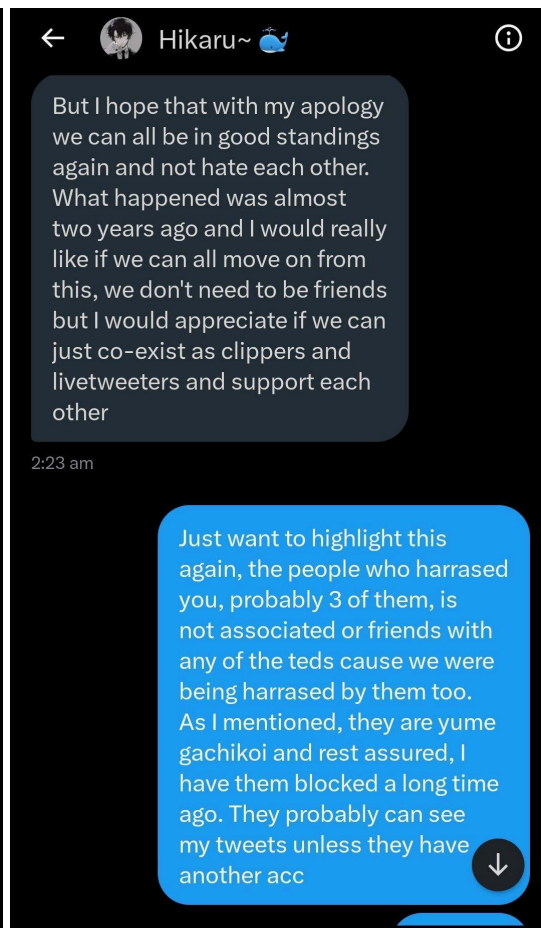 Hikaru~ 🐳
But I hope that with my apology
we can all be in good standings
again and not hate each other.
What happened was almost
two years ago and I would really
like if we can all move on from
this, we don't need to be friends
but I would appreciate if we can
just co-exist as clippers and
livetweeters and support each
other
2:23 am
Just want to highlight this
again, the people who harrased
you, probably 3 of them, is
not associated or friends with
any of the teds cause we were
being harrased by them too.
As I mentioned, they are yume
gachikoi and rest assured, I
have them blocked a long time
ago. They probably can see
my tweets unless they have
another acc